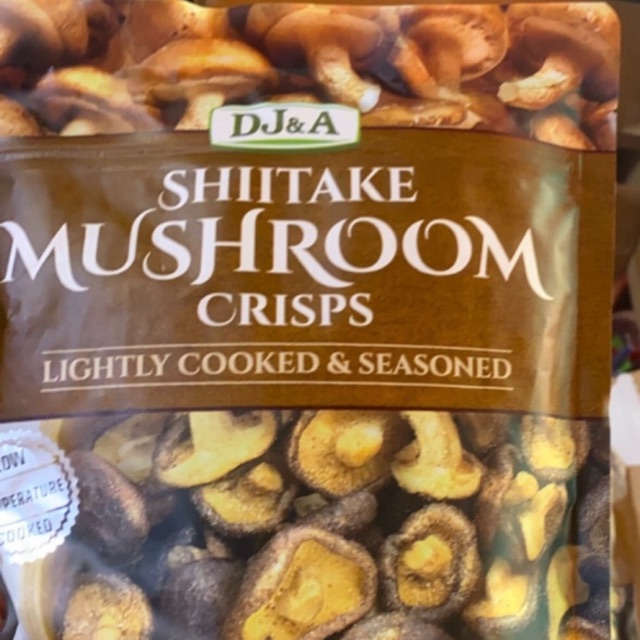 DJ&A
SHIITAKE
MUSHROOM
CRISPS
LIGHTLY COOKED & SEASONED